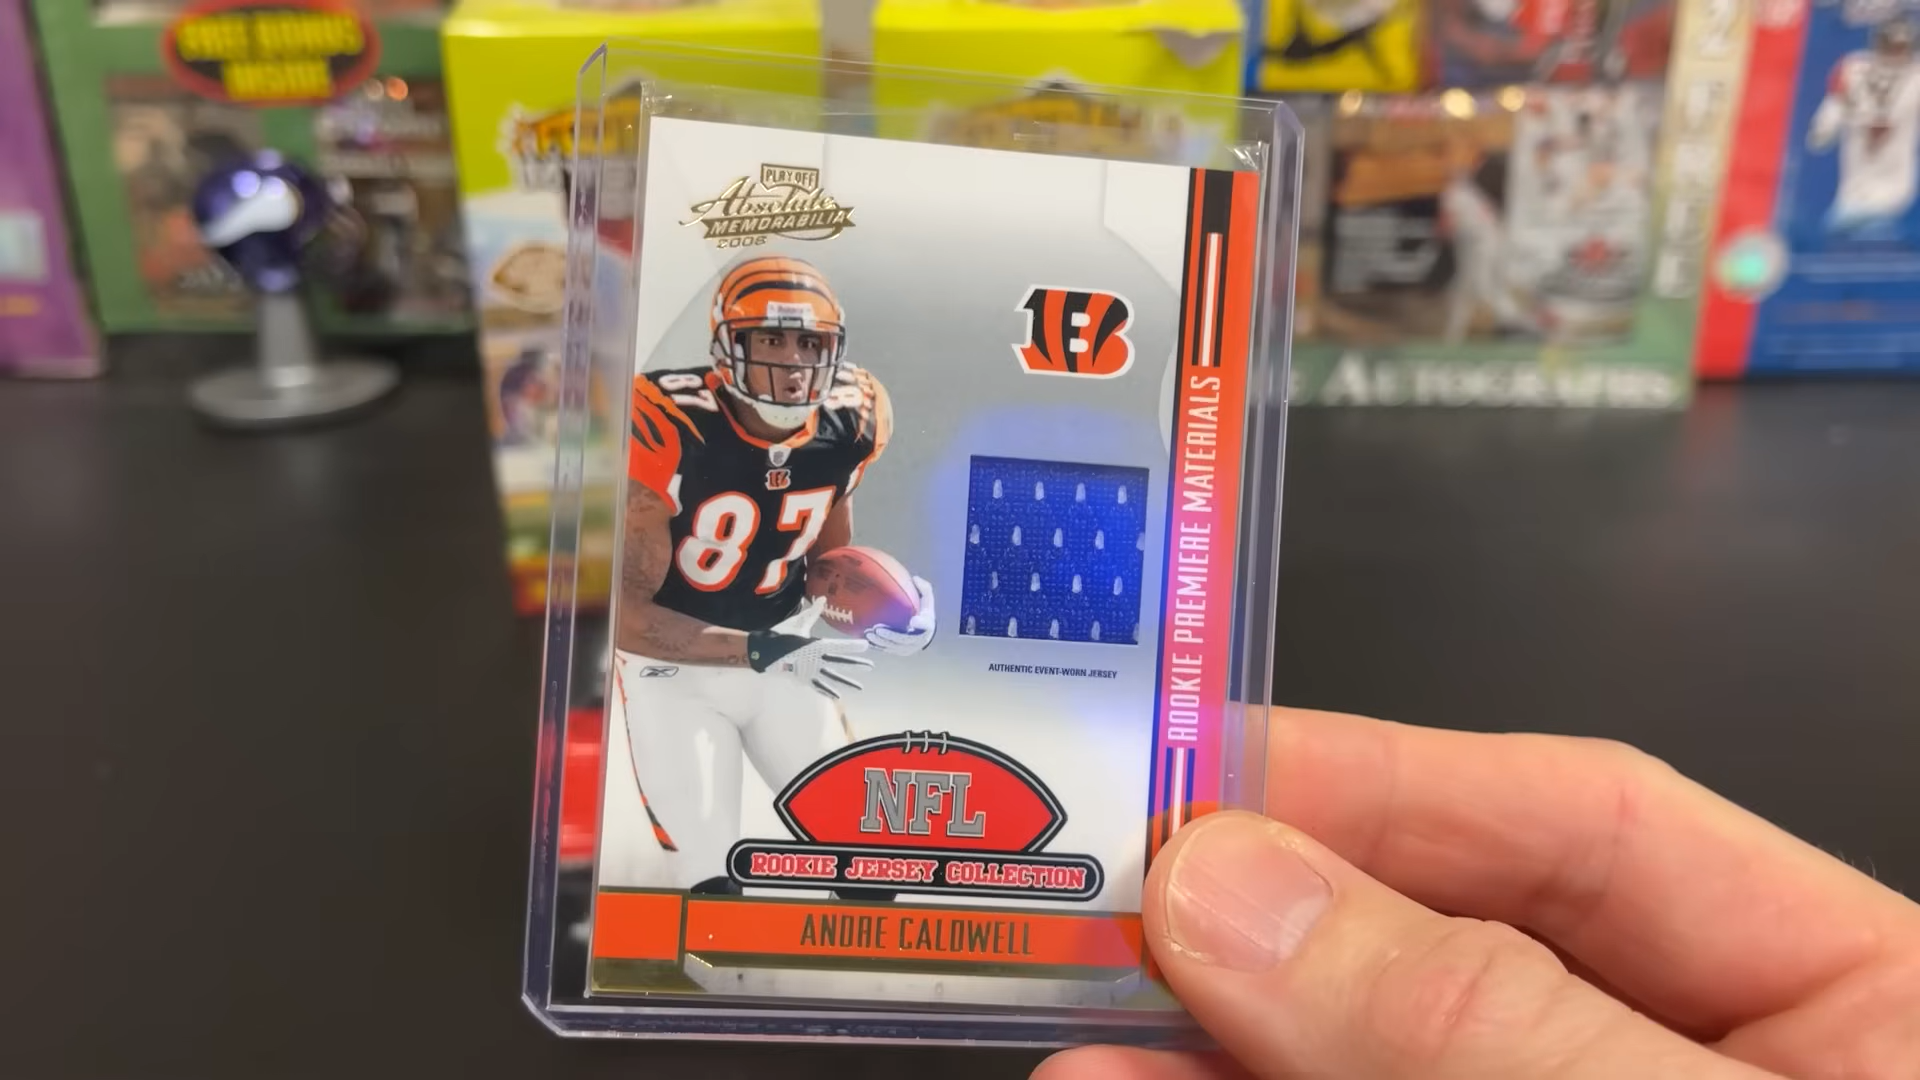 FREE BONUS
INSIDE
PLAYOFF
Absolute
MEMORABILIA
2008
B
87
8
87
ROOKIE PREMIERE MATERIALS
AUTHENTIC EVENT-WORN JERSEY
NFL
ROOKIE JERSEY COLLECTION
ANDRE CALDWELL
AUTOGRAPHS